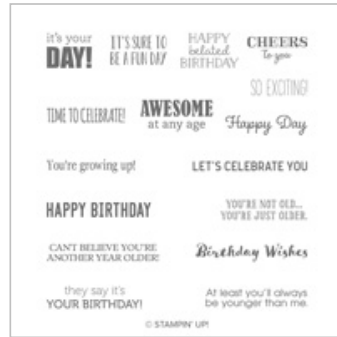 it's your
DAY!
IT'S SURE TO
BE A FUN DAY
HAPPY
belated
BIRTHDAY
CHEERS
to you
SO EXCITING!
TIME TO CELEBRATE!
AWESOME
at any age
Happy Day
You're growing up!
LET'S CELEBRATE YOU
HAPPY BIRTHDAY
YOU'RE NOT OLD...
YOU'RE JUST OLDER.
CAN'T BELIEVE YOU'RE
ANOTHER YEAR OLDER!
Birthday Wishes
they say it's
YOUR BIRTHDAY!
At least you'll always
be younger than me.
© STAMPIN' UP!